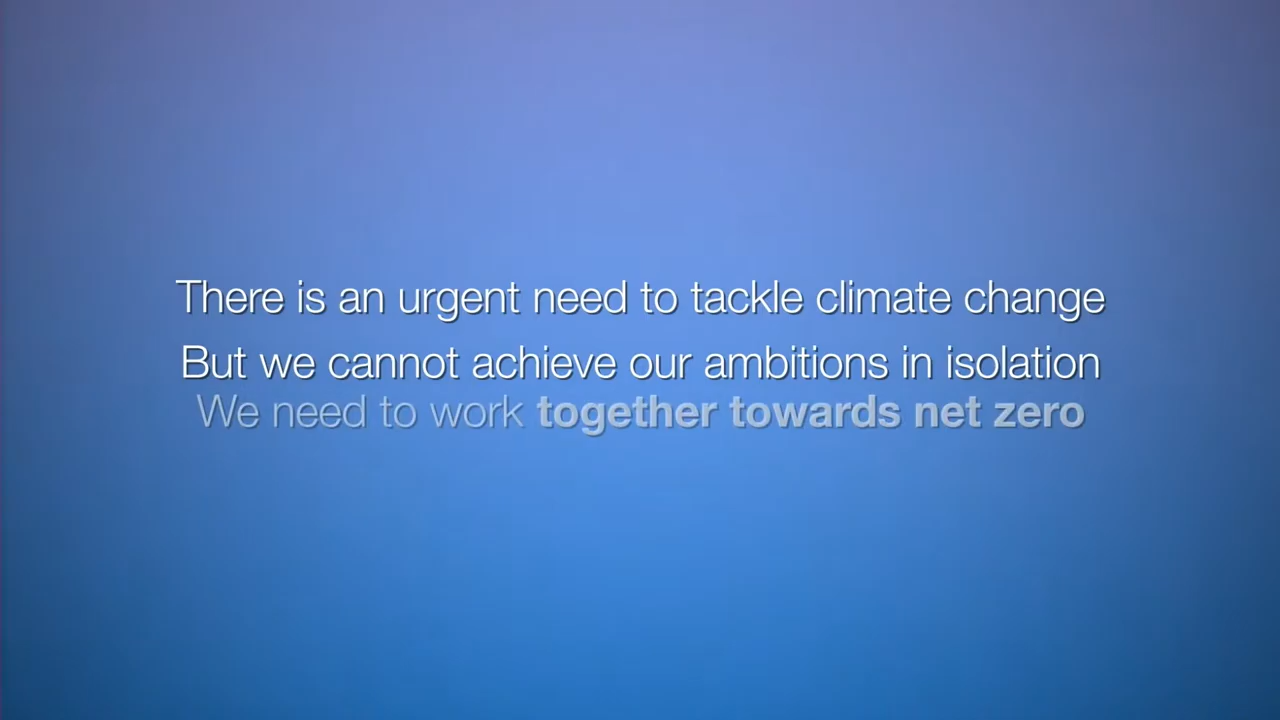 There is an urgent need to tackle climate change
But we cannot achieve our ambitions in isolation
We need to work together towards net zero